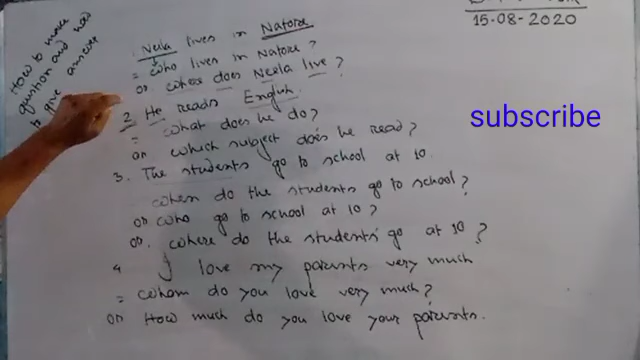 15-08-2020
How to make
question and how
to give answer
1. Neela lives in Natore
= Who lives in Natore?
or Where does Neela live?
2. He reads English.
= What does he do?
or Which subject does he read?
3. The students go to school at 10.
When do the students go to school?
or Who go to school at 10?
or. Where do the students go at 10?
4 I love my parents very much
= Whom do you love very much?
or How much do you love your parents.
subscribe